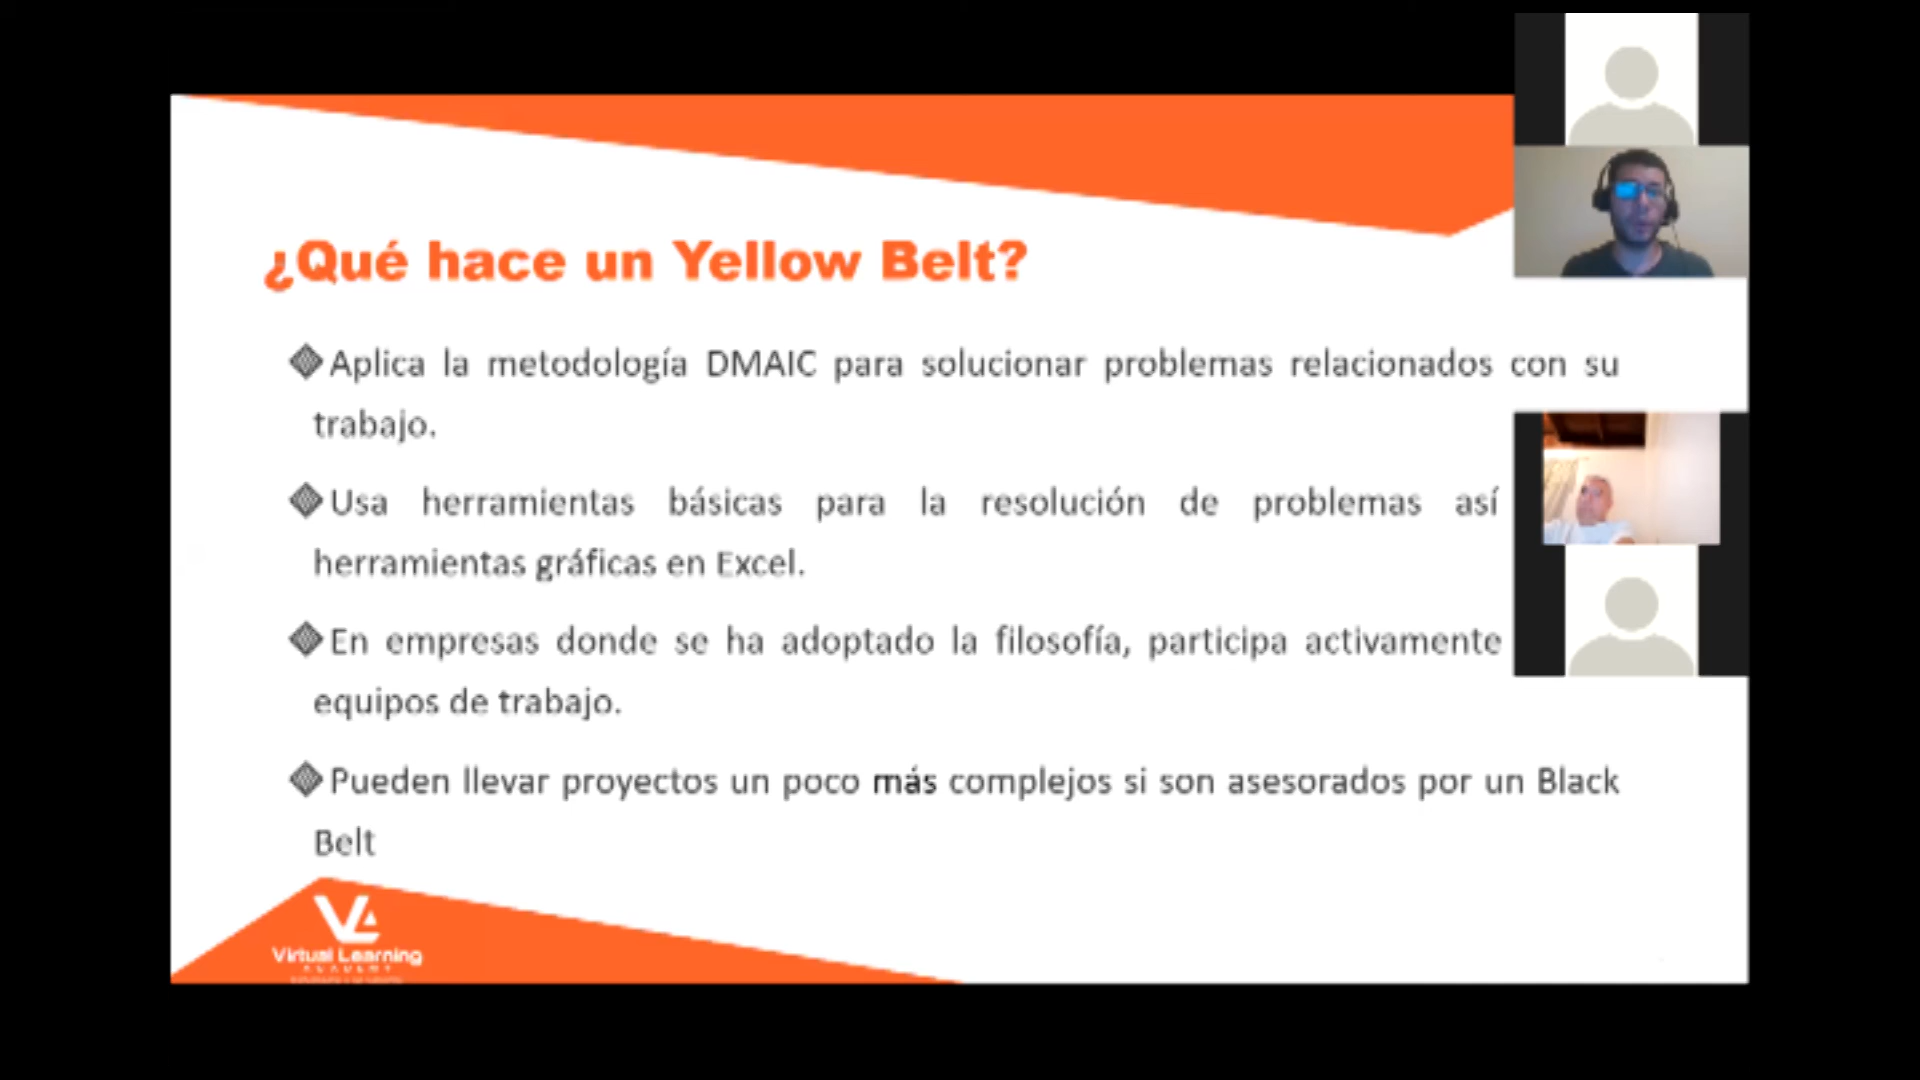 ¿Qué hace un Yellow Belt?
Aplica la metodología DMAIC para solucionar problemas relacionados con su
trabajo.
Usa herramientas básicas para la resolución de problemas así
herramientas gráficas en Excel.
En empresas donde se ha adoptado la filosofía, participa activamente
equipos de trabajo.
Pueden llevar proyectos un poco más complejos si son asesorados por un Black
Belt
Virtual Learning
ACADEMY